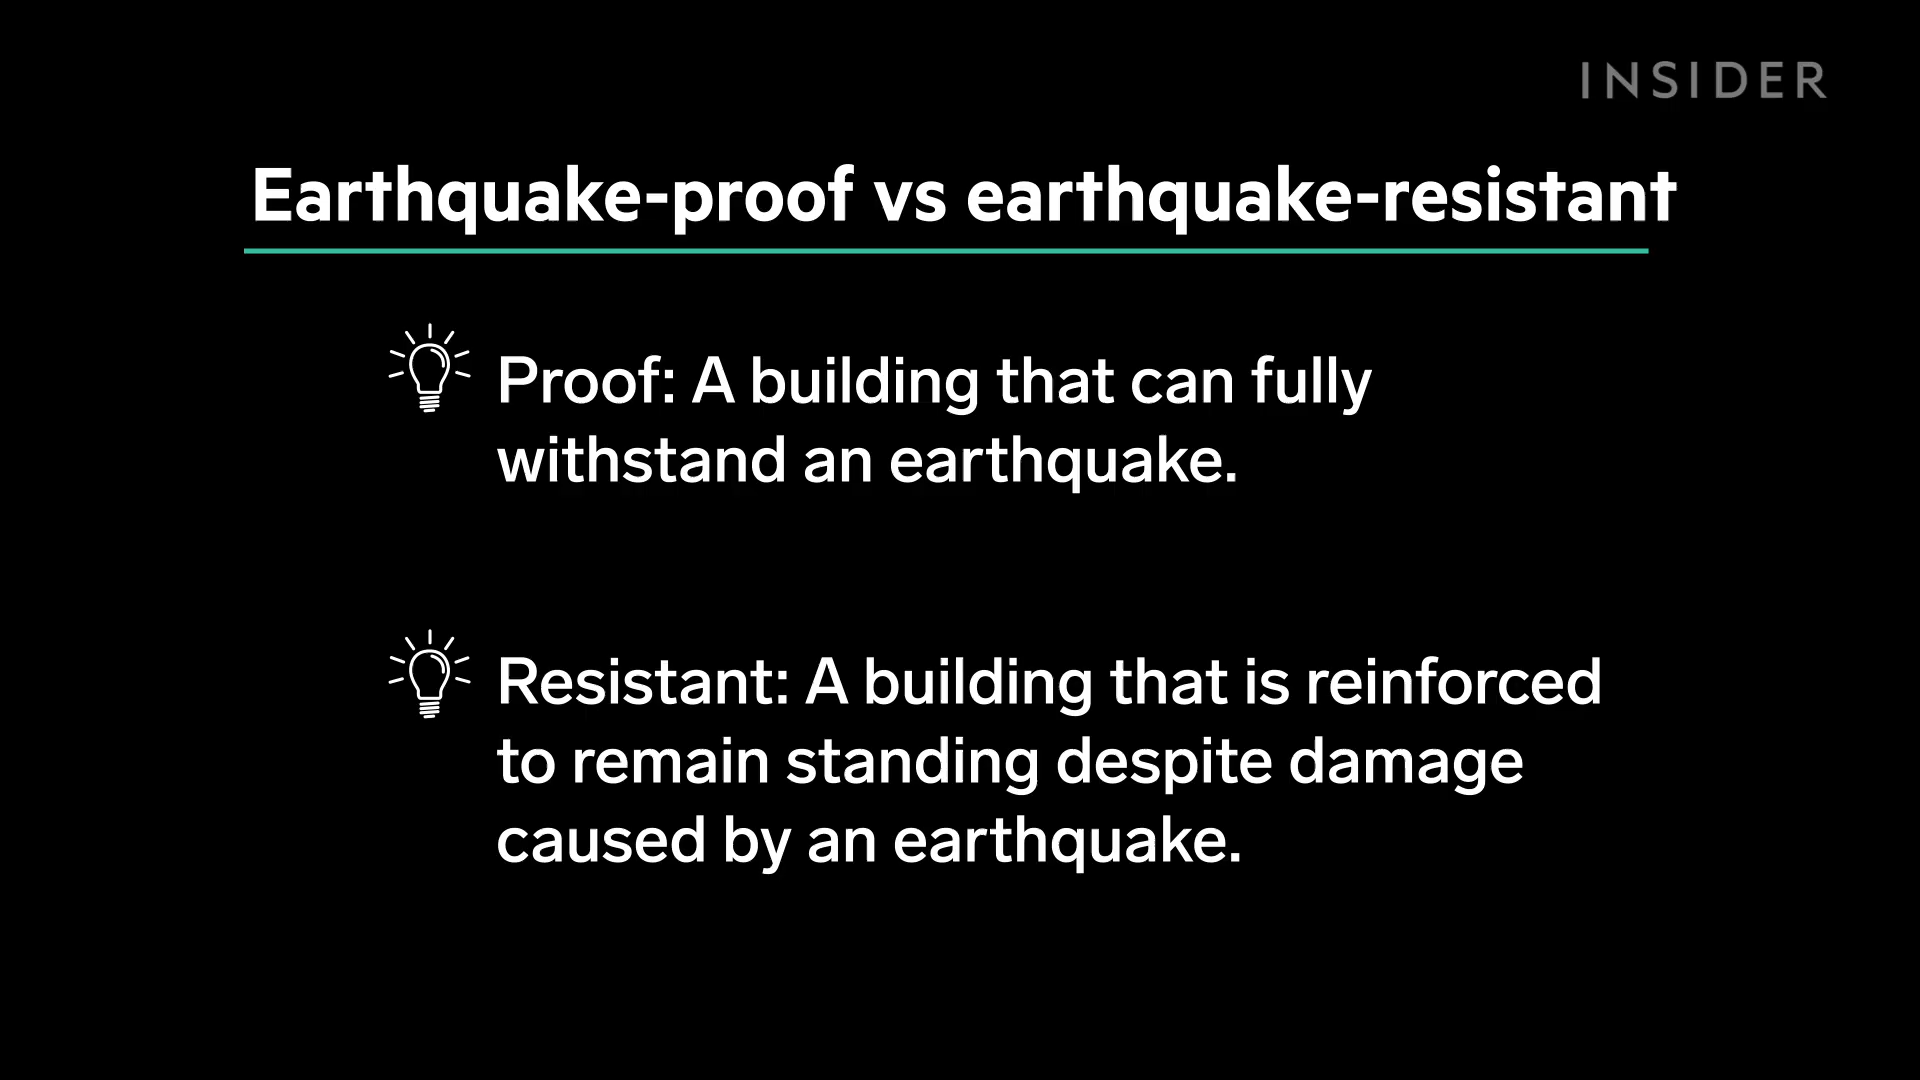 INSIDER
Earthquake-proof vs earthquake-resistant
Proof: A building that can fully
withstand an earthquake.
Resistant: A building that is reinforced
to remain standing despite damage
caused by an earthquake.